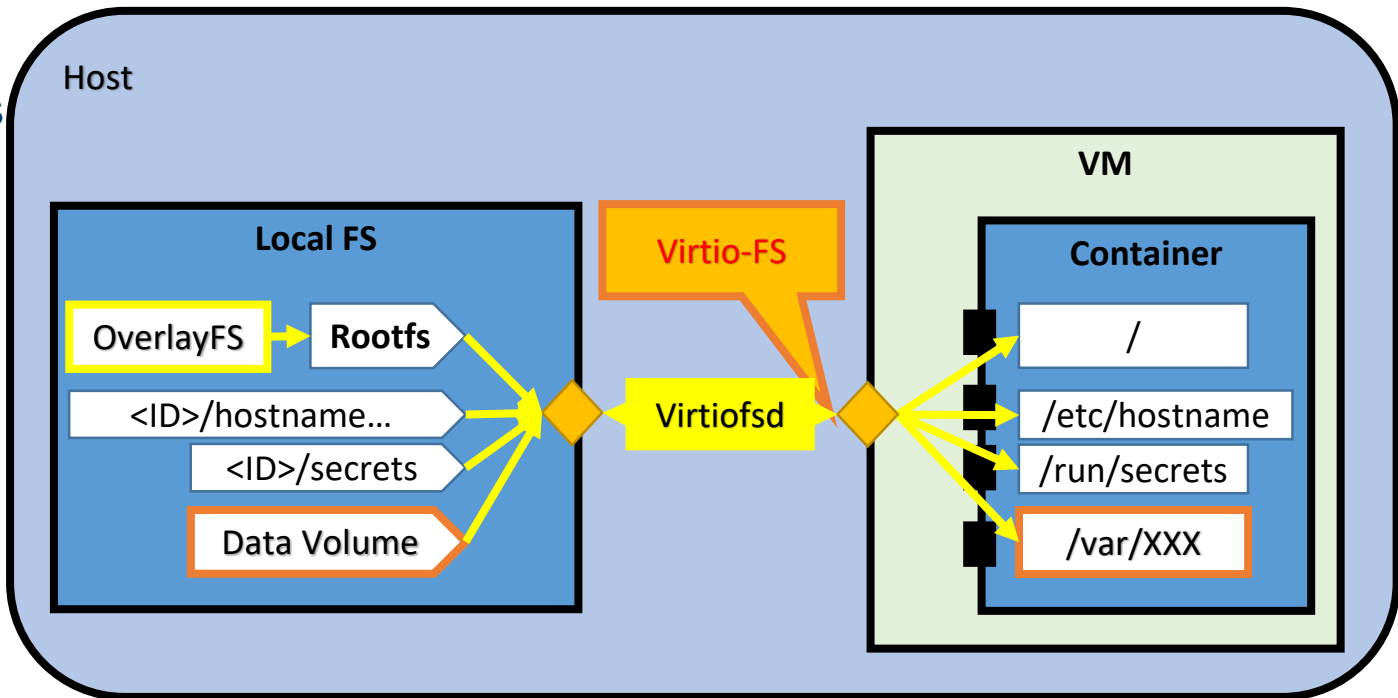 Host
s
VM
Local FS
Virtio-FS
Container
OverlayFS
Rootfs
/
<ID>/hostname…
Virtiofsd
/etc/hostname
<ID>/secrets
/run/secrets
Data Volume
/var/XXX